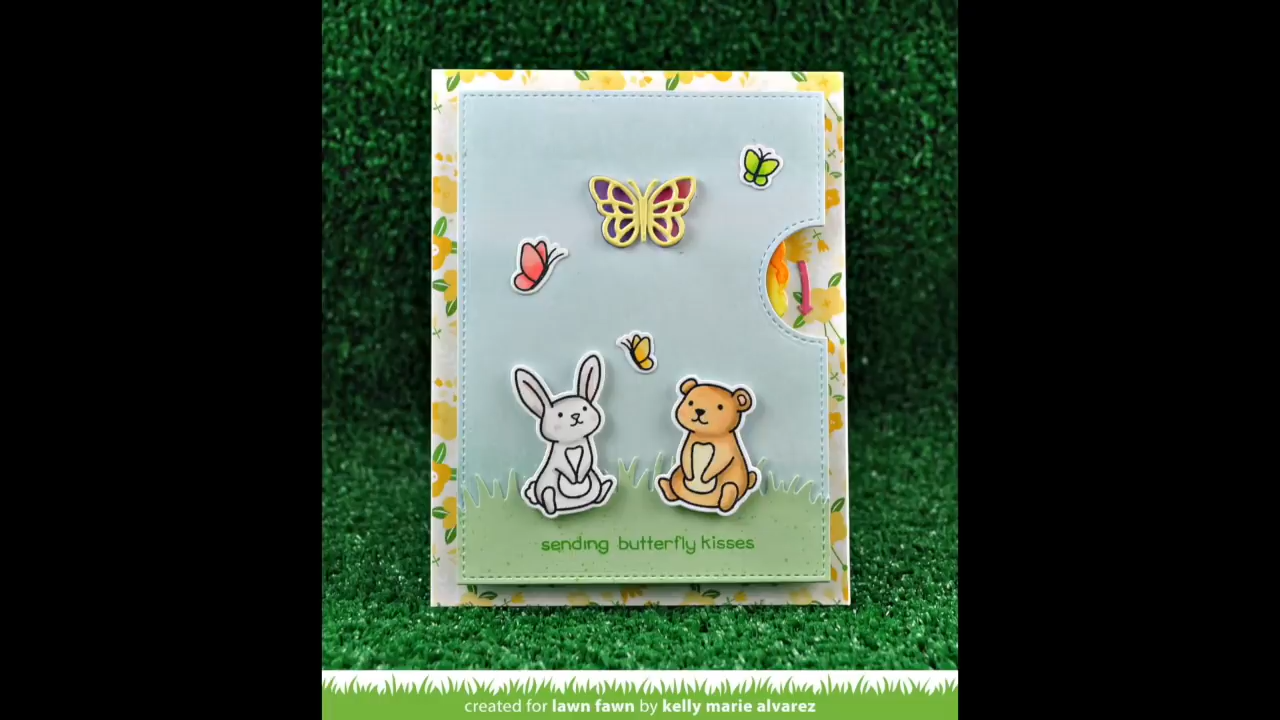 sending butterfly kisses
created for lawn fawn by kelly marie alvarez